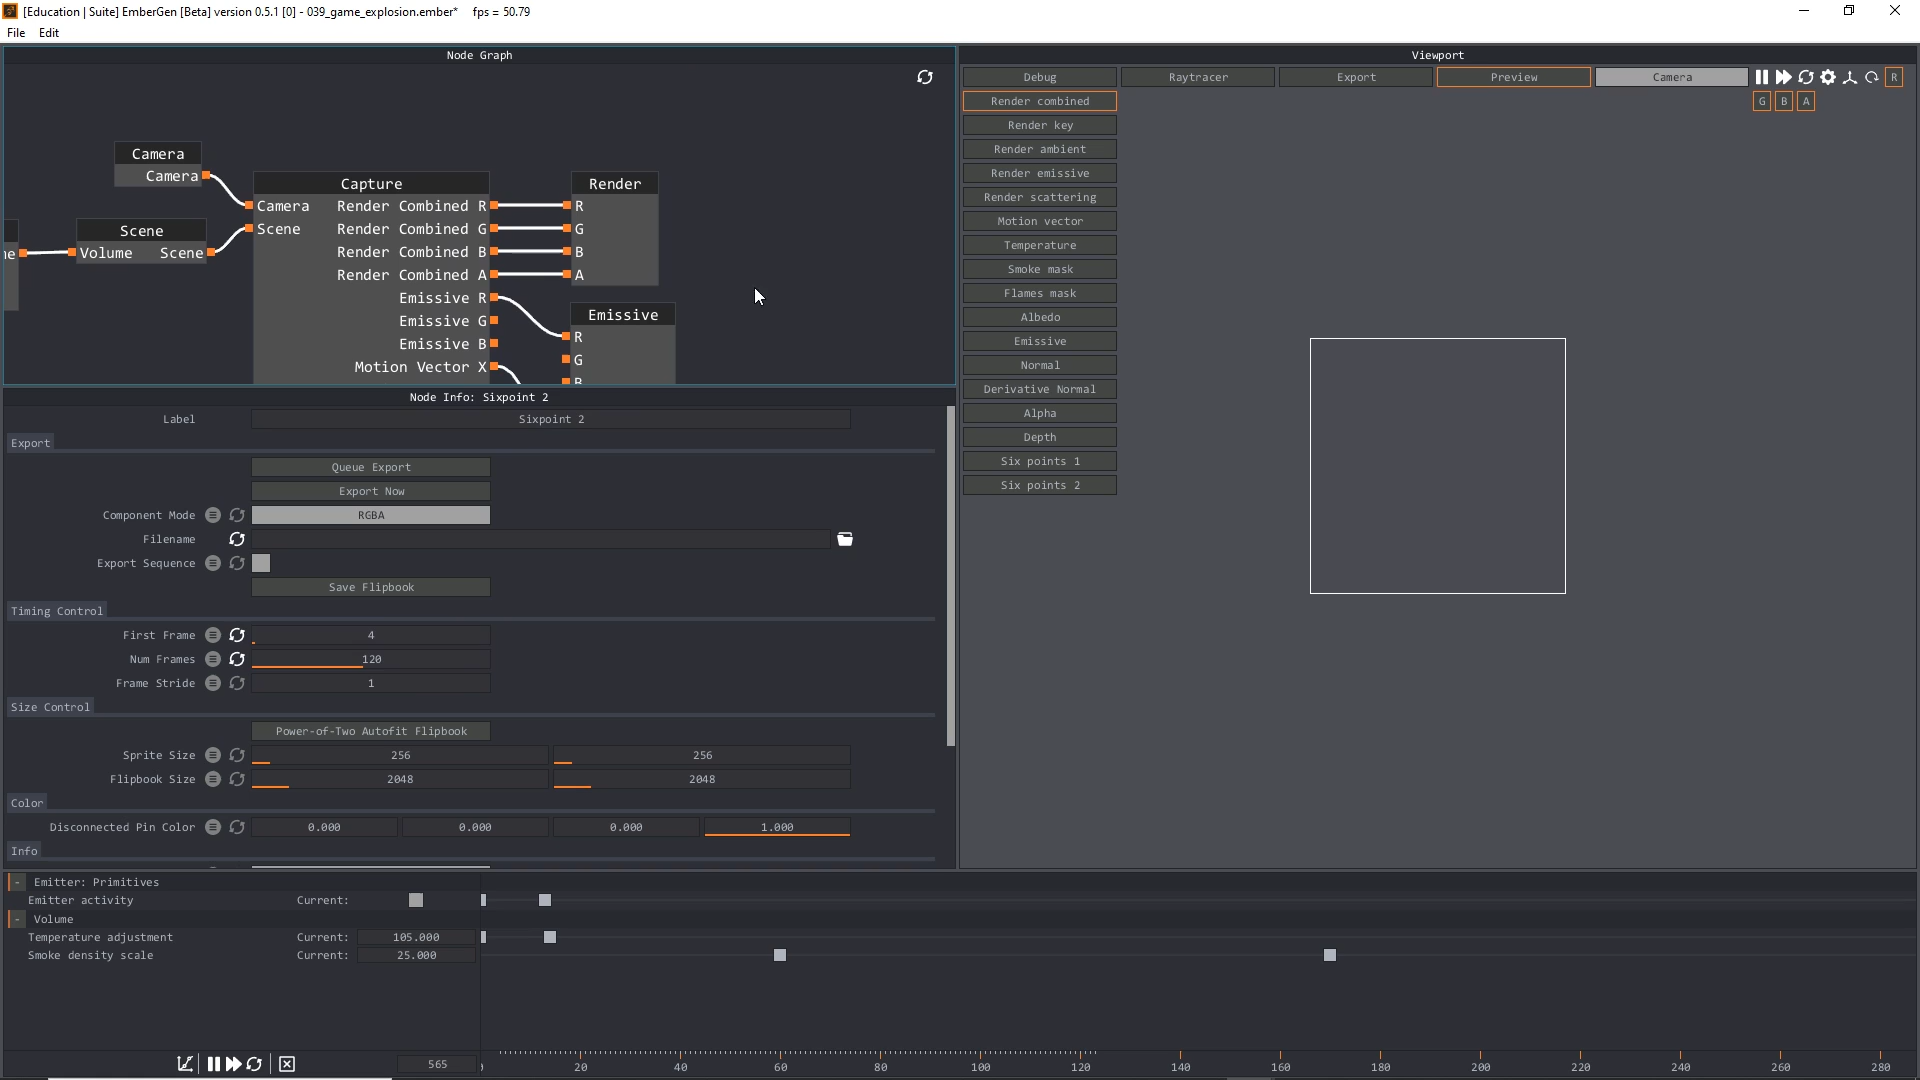 [Education | Suite] EmberGen [Beta] version 0.5.1 [0] - 039_game_explosion.ember* fps = 50.79
File Edit
Node Graph
Camera
Camera
Scene
Volume Scene
Capture
Camera Render Combined R
Scene Render Combined G
Render Combined B
Render Combined A
Emissive R
Emissive G
Emissive B
Motion Vector X
Render
R
G
B
A
Emissive
R
G
B
Node Info: Sixpoint 2
Label Sixpoint 2
Export
Queue Export
Export Now
Component Mode RGBA
Filename
Export Sequence
Save Flipbook
Timing Control
First Frame 4
Num Frames 120
Frame Stride 1
Size Control
Power-of-Two Autofit Flipbook
Sprite Size 256 256
Flipbook Size 2048 2048
Color
Disconnected Pin Color 0.000 0.000 0.000 1.000
Info
Viewport
Debug Raytracer Export Preview Camera R
G B A
Render combined
Render key
Render ambient
Render emissive
Render scattering
Motion vector
Temperature
Smoke mask
Flames mask
Albedo
Emissive
Normal
Derivative Normal
Alpha
Depth
Six points 1
Six points 2
- Emitter: Primitives
Emitter activity Current:
- Volume
Temperature adjustment Current: 105.000
Smoke density scale Current: 25.000
565 20 40 60 80 100 120 140 160 180 200 220 240 260 280